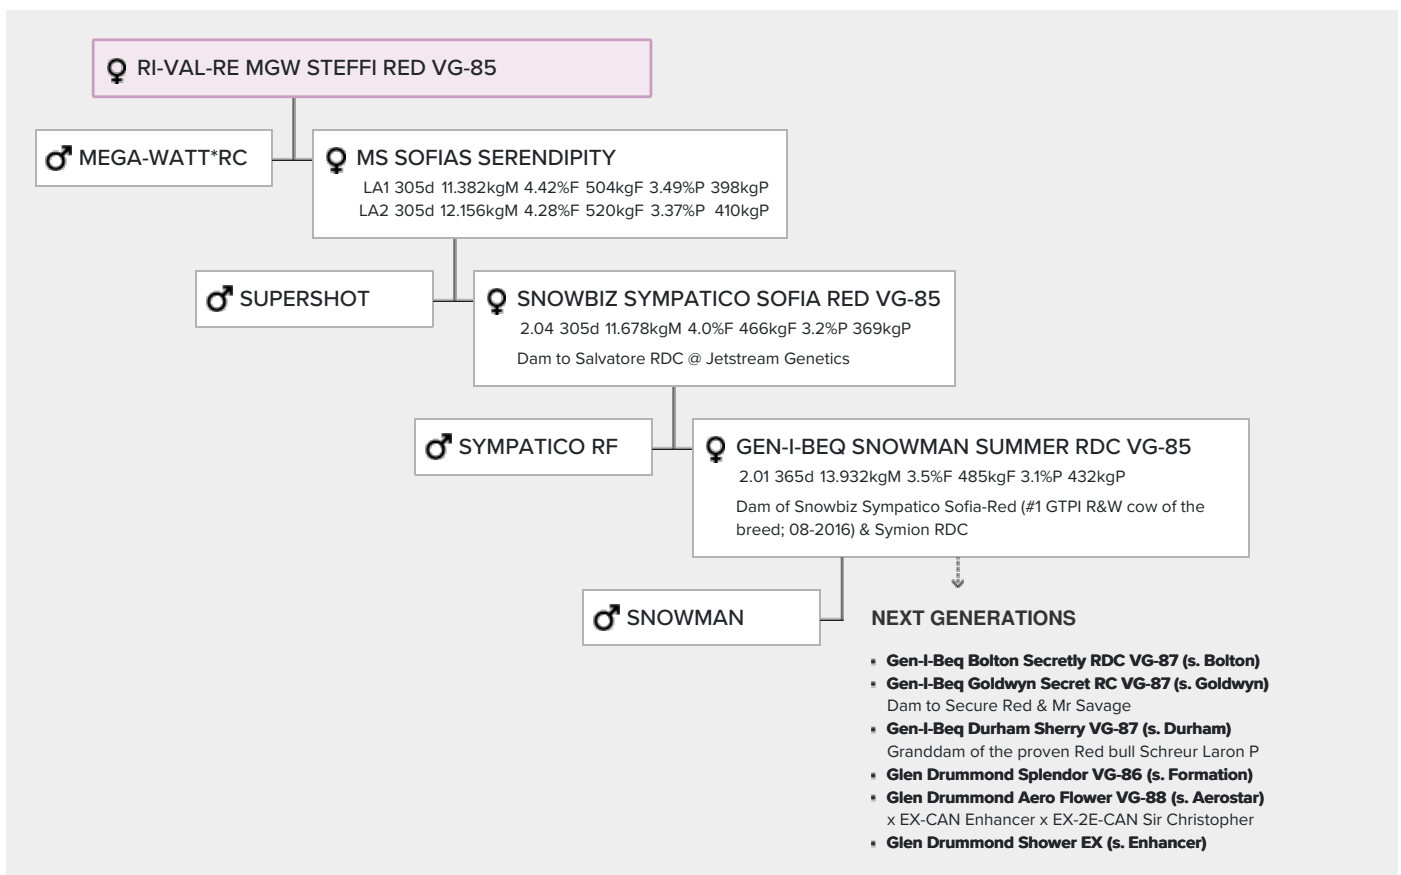 RI-VAL-RE MGW STEFFI RED VG-85
MEGA-WATT*RC
MS SOFIAS SERENDIPITY
LA1 305d 11.382kgM 4.42%F 504kgF 3.49%P 398kgP
LA2 305d 12.156kgM 4.28%F 520kgF 3.37%P 410kgP
SUPERSHOT
SNOWBIZ SYMPATICO SOFIA RED VG-85
2.04 305d 11.678kgM 4.0%F 466kgF 3.2%P 369kgP
Dam to Salvatore RDC @ Jetstream Genetics
SYMPATICO RF
GEN-I-BEQ SNOWMAN SUMMER RDC VG-85
2.01 365d 13.932kgM 3.5%F 485kgF 3.1%P 432kgP
Dam of Snowbiz Sympatico Sofia-Red (#1 GTPI R&W cow of the
breed; 08-2016) & Symion RDC
SNOWMAN
NEXT GENERATIONS
▪ Gen-I-Beq Bolton Secretly RDC VG-87 (s. Bolton)
▪ Gen-I-Beq Goldwyn Secret RC VG-87 (s. Goldwyn)
Dam to Secure Red & Mr Savage
▪ Gen-I-Beq Durham Sherry VG-87 (s. Durham)
Granddam of the proven Red bull Schreur Laron P
▪ Glen Drummond Splendor VG-86 (s. Formation)
▪ Glen Drummond Aero Flower VG-88 (s. Aerostar)
x EX-CAN Enhancer x EX-2E-CAN Sir Christopher
▪ Glen Drummond Shower EX (s. Enhancer)